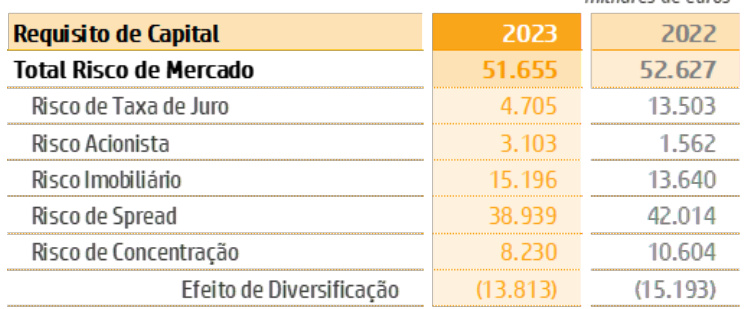 milhares de euros
Requisito de Capital 2023 2022
Total Risco de Mercado 51.655 52.627
Risco de Taxa de Juro 4.705 13.503
Risco Acionista 3.103 1.562
Risco Imobiliário 15.196 13.640
Risco de Spread 38.939 42.014
Risco de Concentração 8.230 10.604
Efeito de Diversificação (13.813) (15.193)